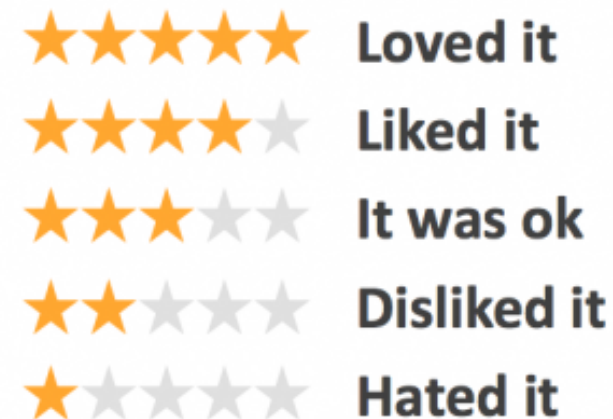 Loved it
Liked it
It was ok
Disliked it
Hated it